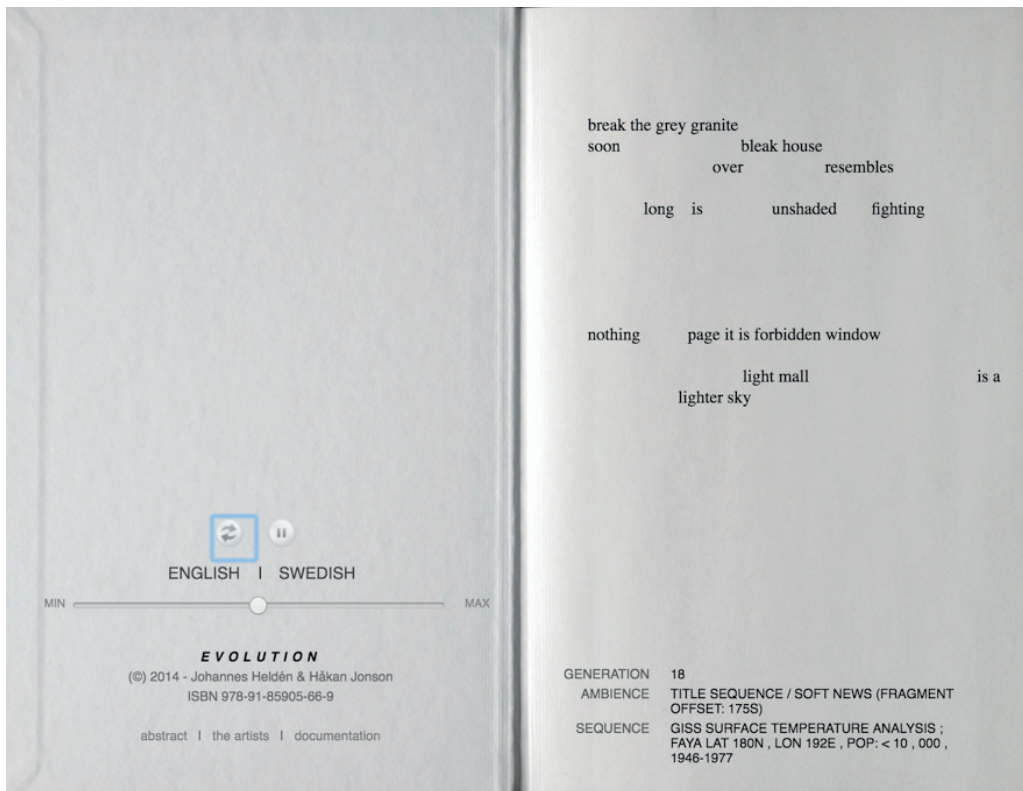 ENGLISH I SWEDISH
MIN MAX
EVOLUTION
(©) 2014 - Johannes Heldén & Håkan Jonson
ISBN 978-91-85905-66-9
abstract I the artists I documentation
break the grey granite
soon bleak house
over resembles
long is unshaded fighting
nothing page it is forbidden window
light mall is a
lighter sky
GENERATION 18
AMBIENCE TITLE SEQUENCE / SOFT NEWS (FRAGMENT
OFFSET: 175S)
SEQUENCE GISS SURFACE TEMPERATURE ANALYSIS ;
FAYA LAT 180N , LON 192E , POP: < 10 , 000 ,
1946-1977